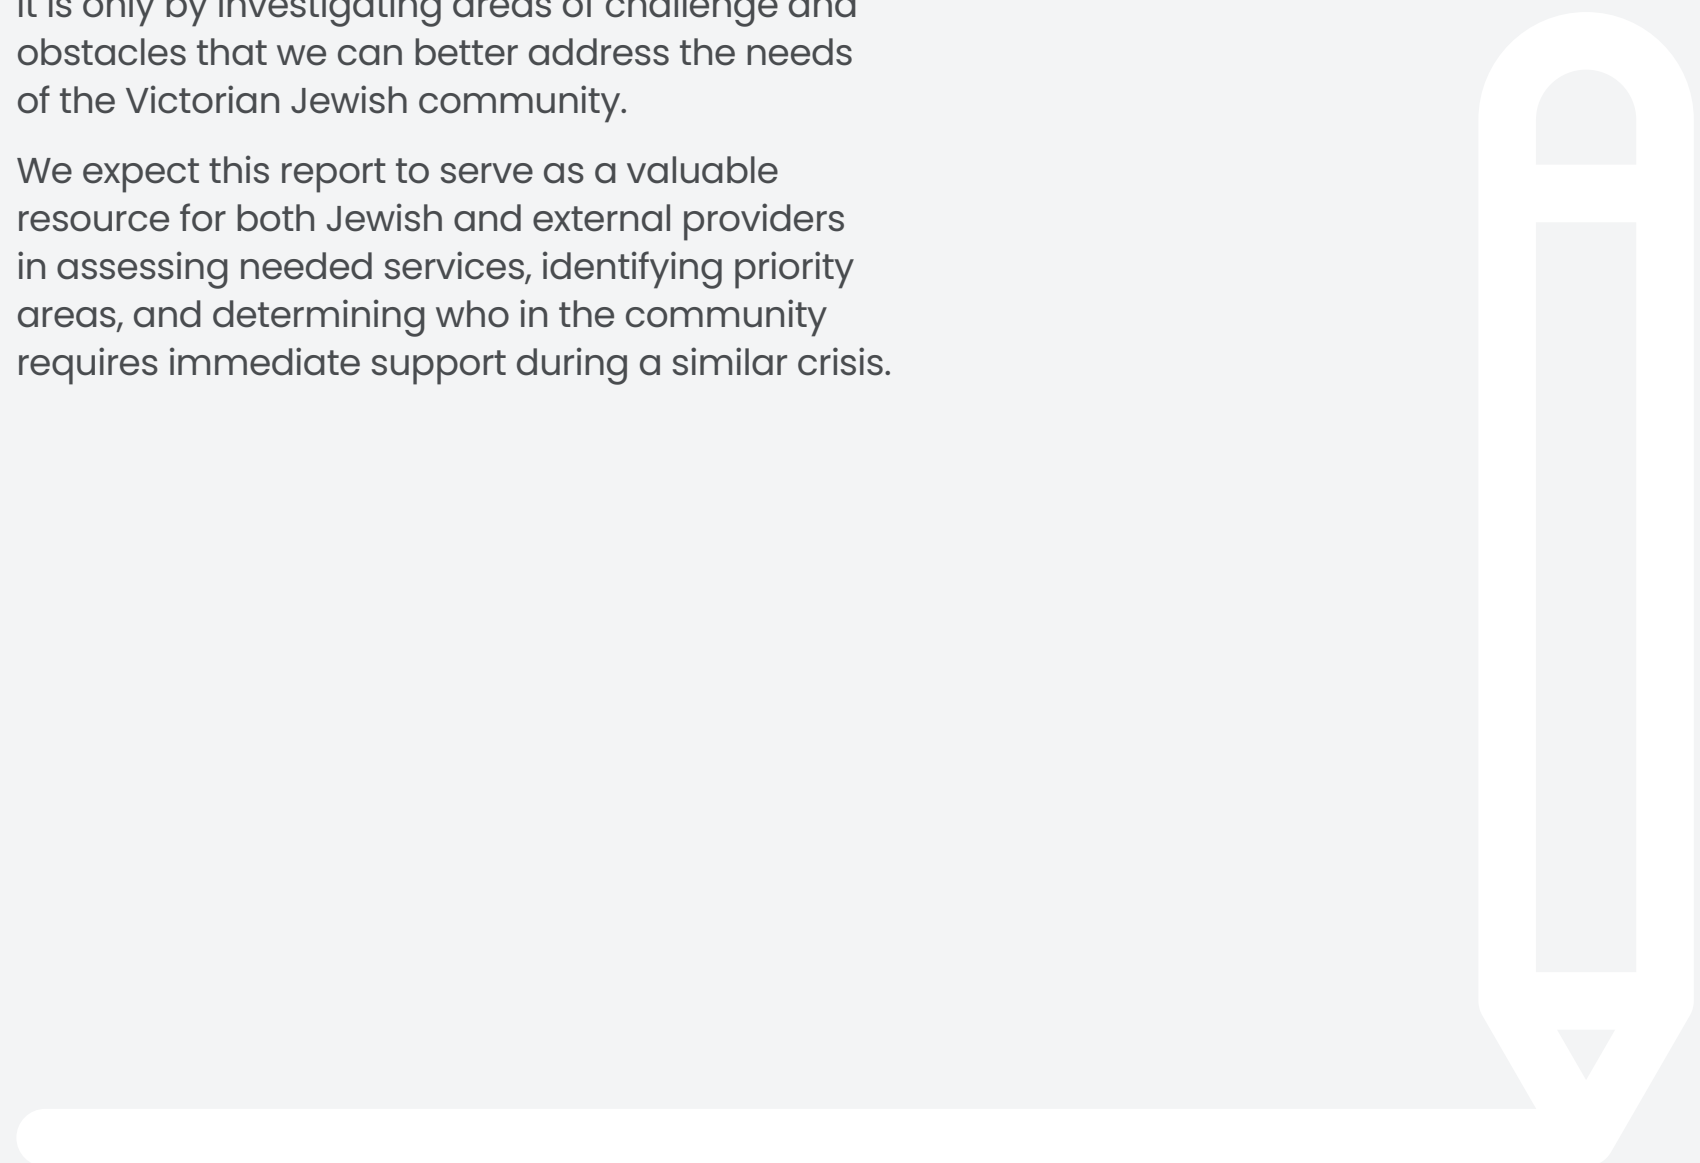 It is only by investigating areas of challenge and
obstacles that we can better address the needs
of the Victorian Jewish community.
We expect this report to serve as a valuable
resource for both Jewish and external providers
in assessing needed services, identifying priority
areas, and determining who in the community
requires immediate support during a similar crisis.